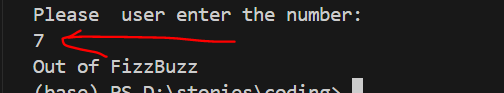 Please  user enter the number:
7
Out of FizzBuzz
(base) PS D:\stories\coding>